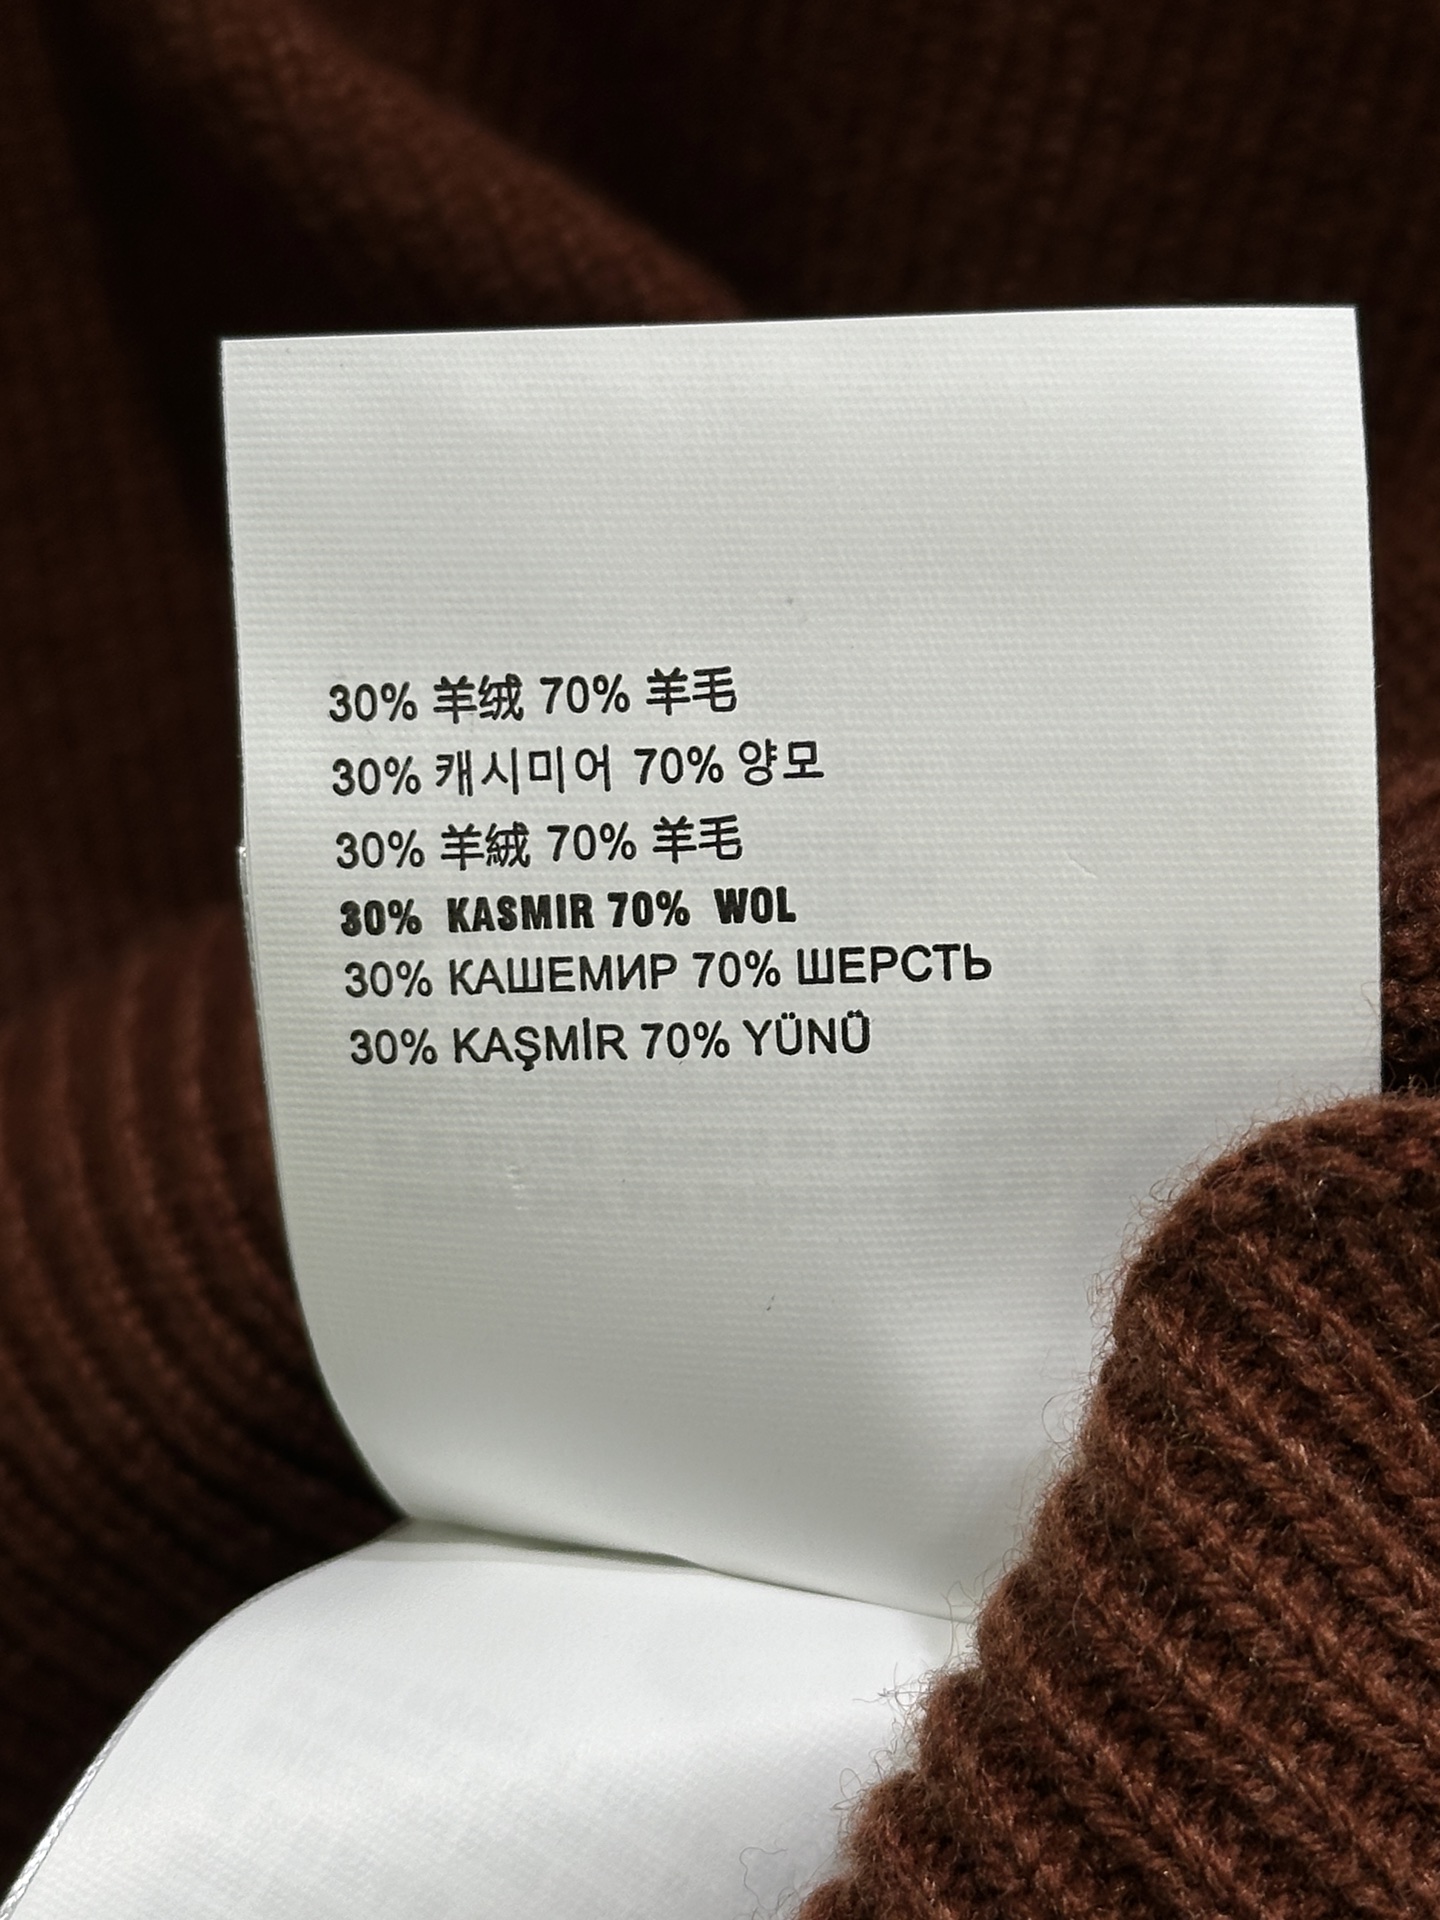 30% 羊绒 70% 羊毛
30% 캐시미어 70% 양모
30% 羊絨 70% 羊毛
30% KASMIR 70% WOL
30% КАШЕМИР 70% ШЕРСТЬ
30% KAŞMİR 70% YÜNÜ